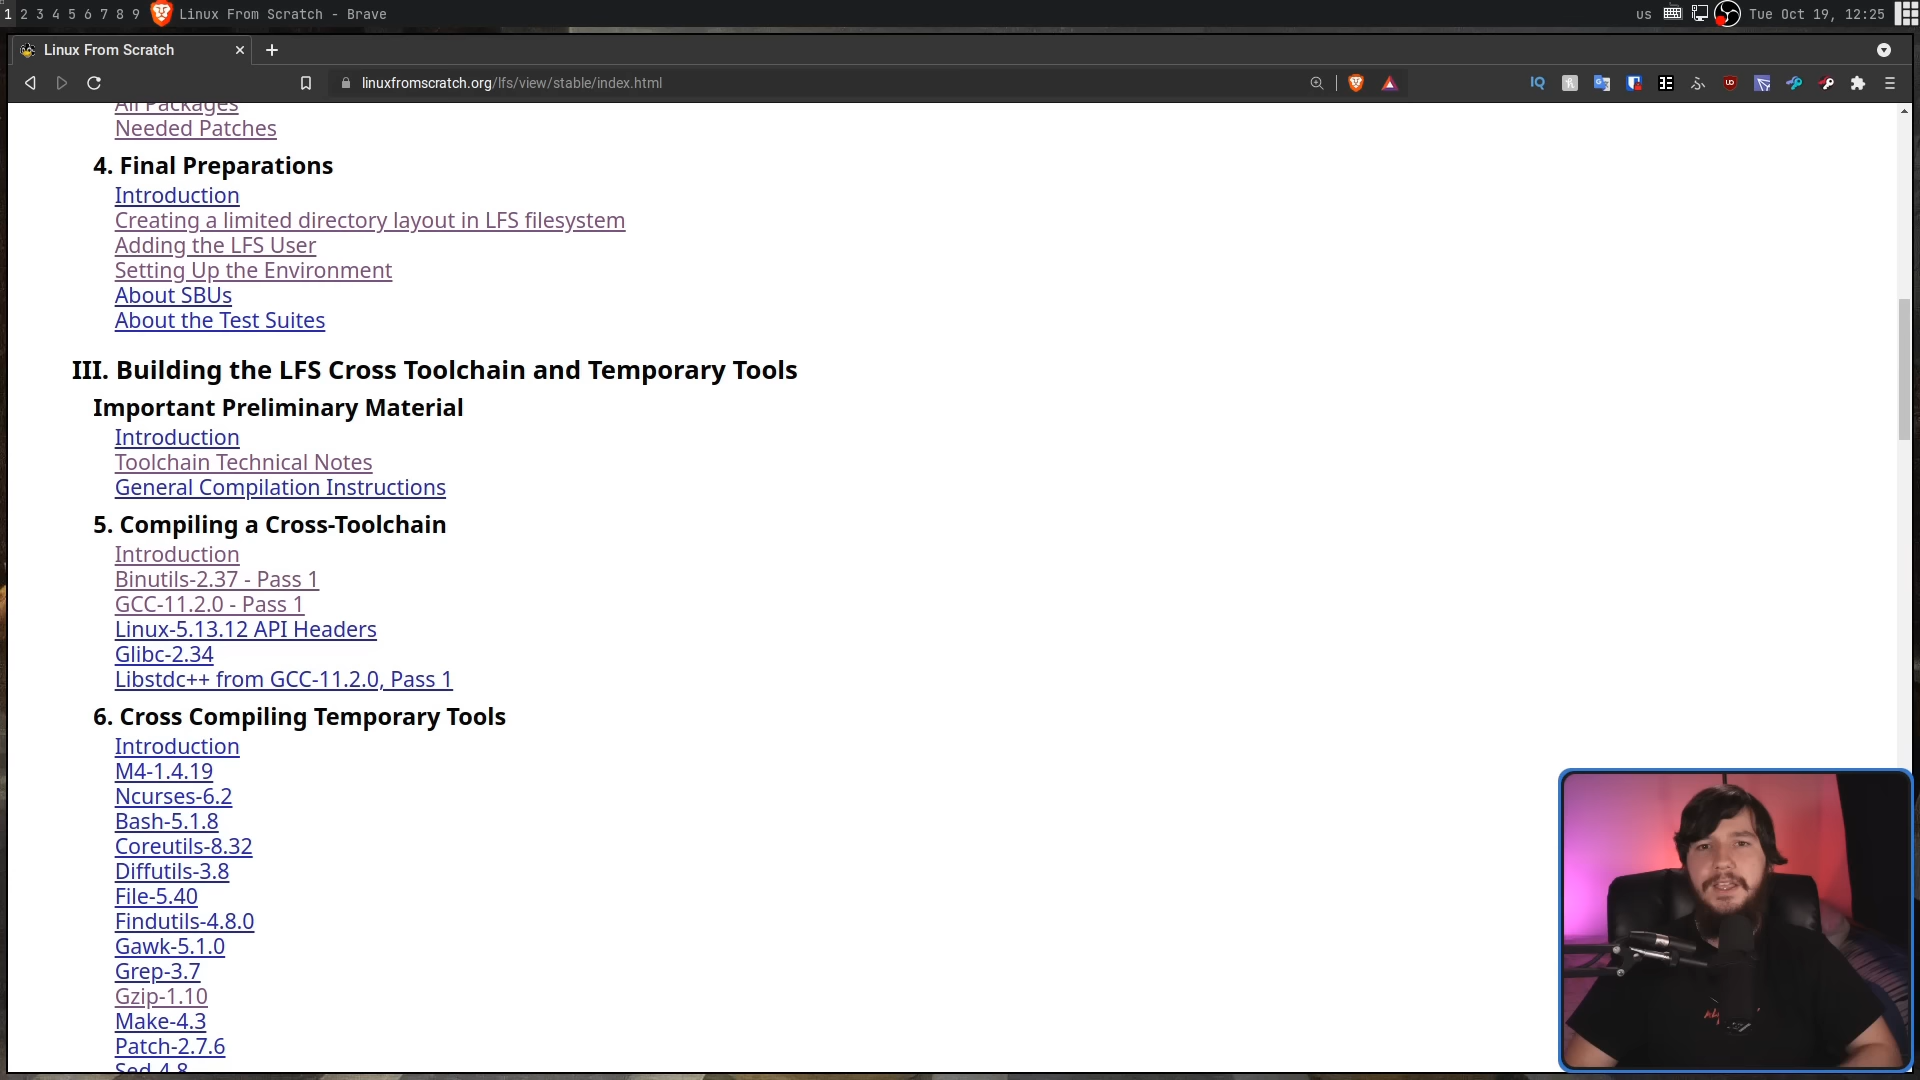 1 2 3 4 5 6 7 8 9 Linux From Scratch - Brave us Tue Oct 19, 12:25
Linux From Scratch
linuxfromscratch.org/lfs/view/stable/index.html
All Packages
Needed Patches
4. Final Preparations
Introduction
Creating a limited directory layout in LFS filesystem
Adding the LFS User
Setting Up the Environment
About SBUs
About the Test Suites
III. Building the LFS Cross Toolchain and Temporary Tools
Important Preliminary Material
Introduction
Toolchain Technical Notes
General Compilation Instructions
5. Compiling a Cross-Toolchain
Introduction
Binutils-2.37 - Pass 1
GCC-11.2.0 - Pass 1
Linux-5.13.12 API Headers
Glibc-2.34
Libstdc++ from GCC-11.2.0, Pass 1
6. Cross Compiling Temporary Tools
Introduction
M4-1.4.19
Ncurses-6.2
Bash-5.1.8
Coreutils-8.32
Diffutils-3.8
File-5.40
Findutils-4.8.0
Gawk-5.1.0
Grep-3.7
Gzip-1.10
Make-4.3
Patch-2.7.6
Sed-4.8